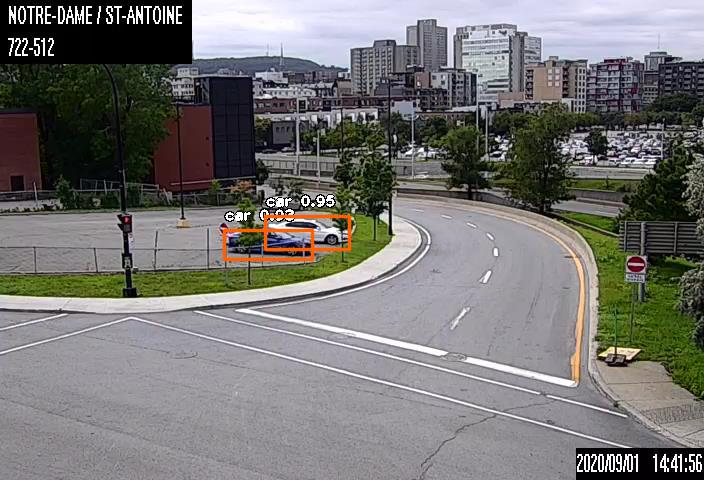 NOTRE-DAME / ST-ANTOINE
722-512
car 0.95
car 0.93
2020/09/01 14:41:56